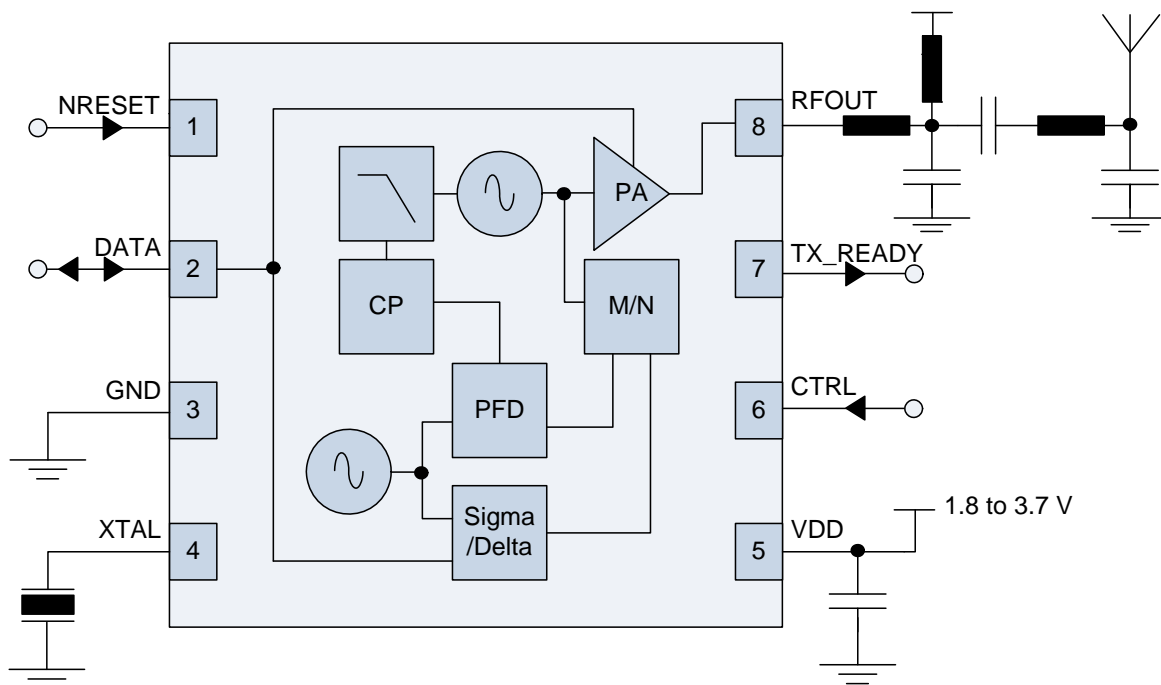 NRESET
1
DATA
2
GND
3
XTAL
4
PA
CP
M/N
PFD
Sigma
/Delta
8
RFOUT
7
TX_READY
6
CTRL
5
VDD
1.8 to 3.7 V